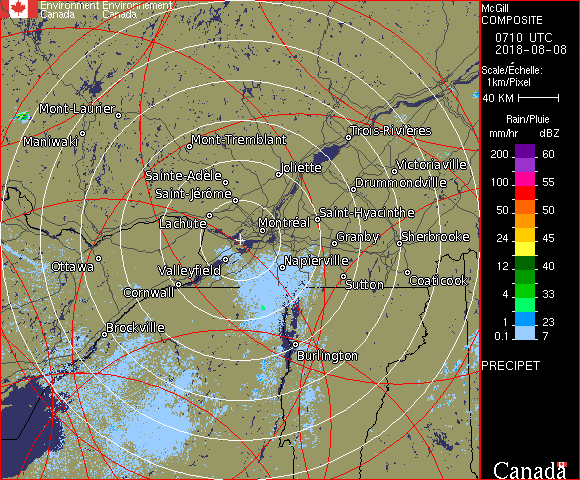 Environment Environnement
Canada Canada
McGill
COMPOSITE
0710 UTC
2018-08-08
Scale/Échelle:
1km/Pixel
40 KM
Rain/Pluie
mm/hr dBZ
200 60
100 55
50 50
24 45
12 40
4 33
1 23
0.1 7
PRECIPET
Canada
Mont-Laurier
Maniwaki
Mont-Tremblant
Trois-Rivières
Joliette
Victoriaville
Sainte-Adèle
Drummondville
Saint-Jérôme
Lachute
Saint-Hyacinthe
Montréal
Granby
Sherbrooke
Ottawa
Valleyfield
Napierville
Cornwall
Sutton
Coaticook
Brockville
Burlington